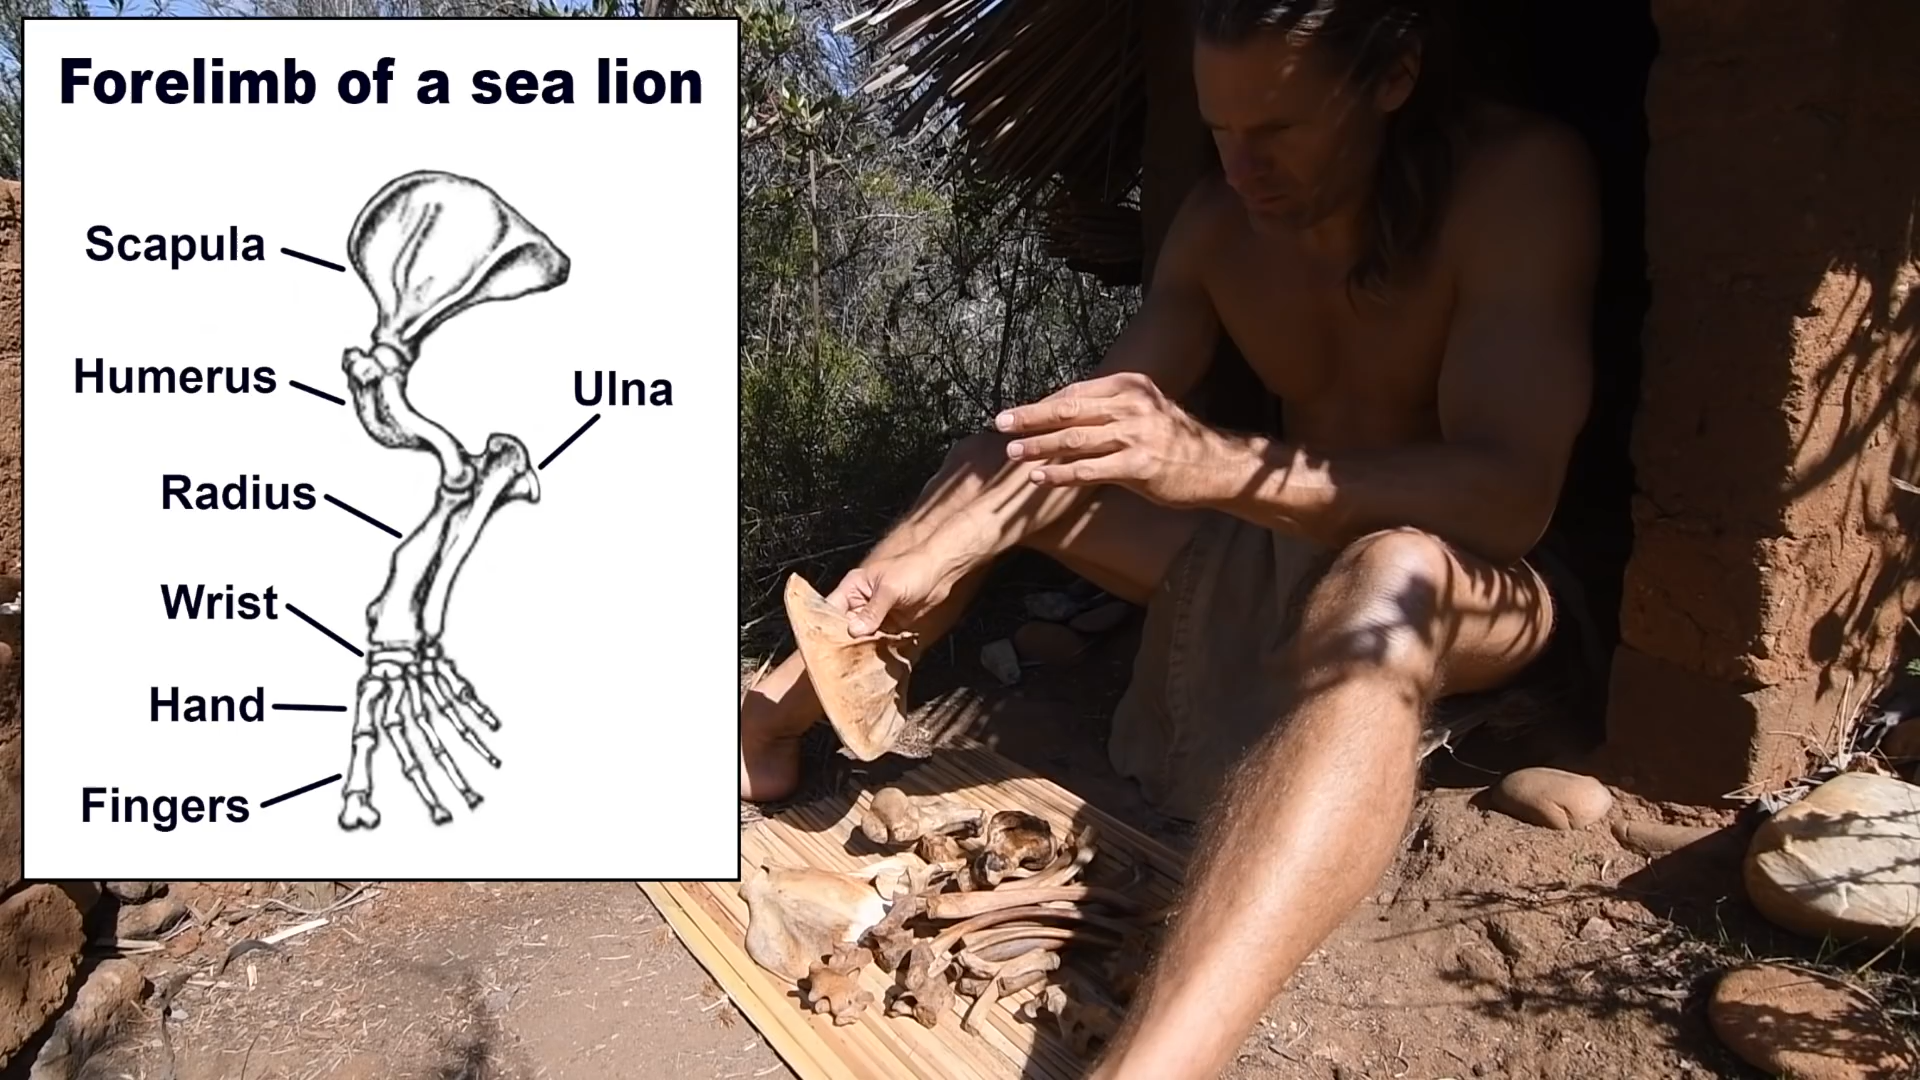 Forelimb of a sea lion
Scapula
Humerus
Ulna
Radius
Wrist
Hand
Fingers